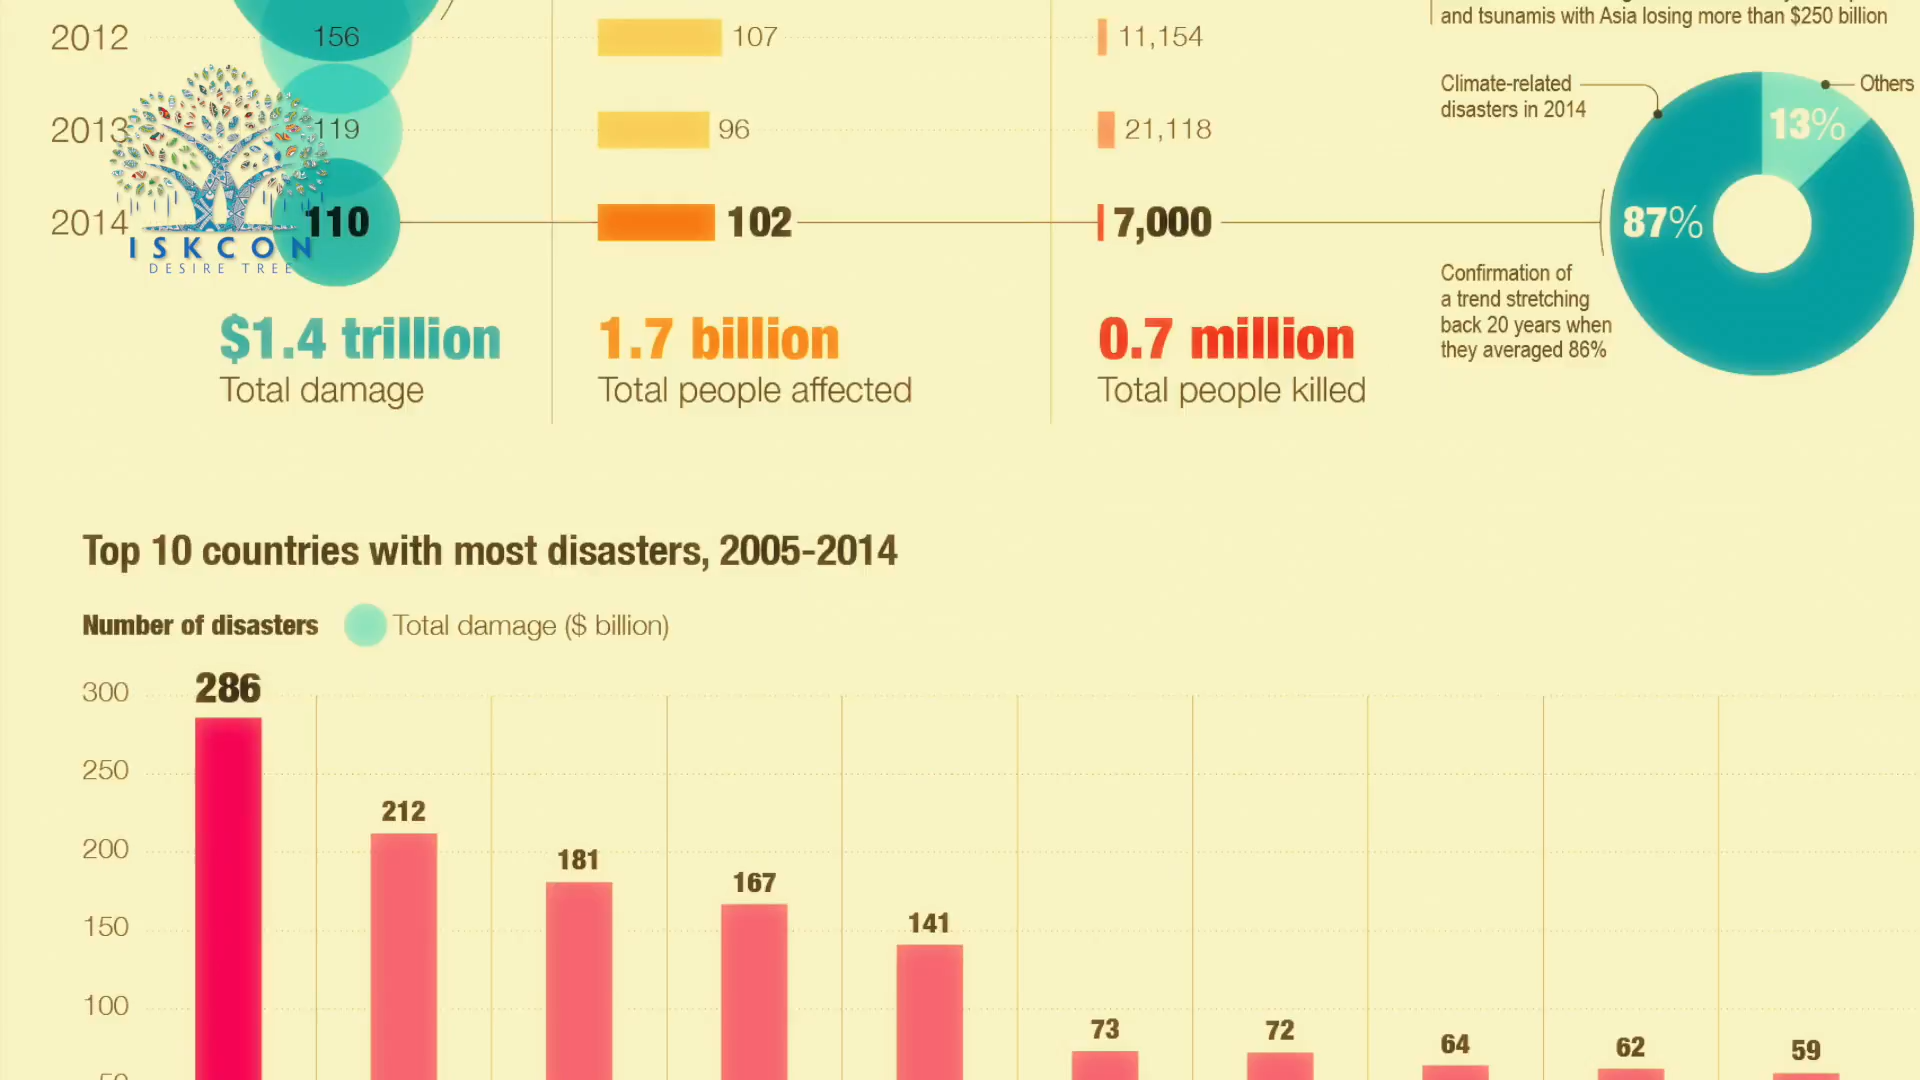 and tsunamis with Asia losing more than $250 billion
2012 156 107 11,154
Climate-related
disasters in 2014
Others
13%
2013 119 96 21,118
2014 110 102 7,000
87%
ISKCON
DESIRE TREE
Confirmation of
a trend stretching
back 20 years when
they averaged 86%
$1.4 trillion
Total damage
1.7 billion
Total people affected
0.7 million
Total people killed
Top 10 countries with most disasters, 2005-2014
Number of disasters Total damage ($ billion)
300
250
200
150
100
286
212
181
167
141
73
72
64
62
59